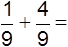 1/9 + 4/9 =